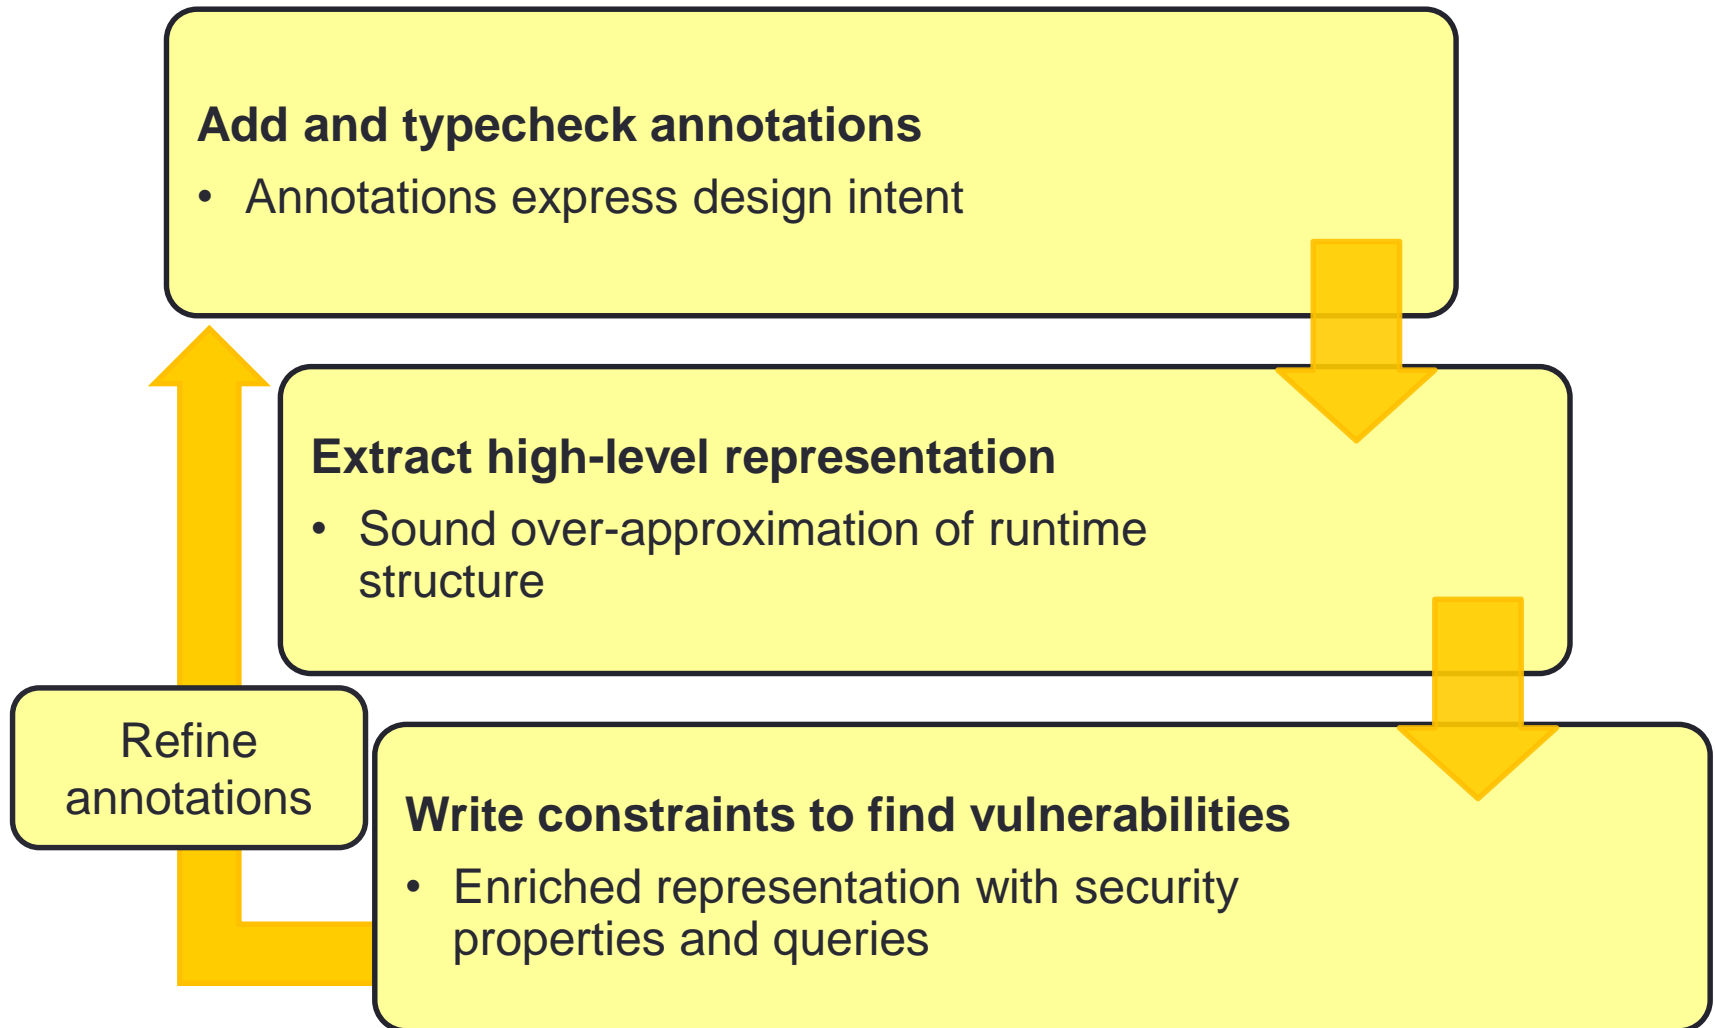 Add and typecheck annotations
• Annotations express design intent
Extract high-level representation
• Sound over-approximation of runtime
structure
Refine
annotations
Write constraints to find vulnerabilities
• Enriched representation with security
properties and queries